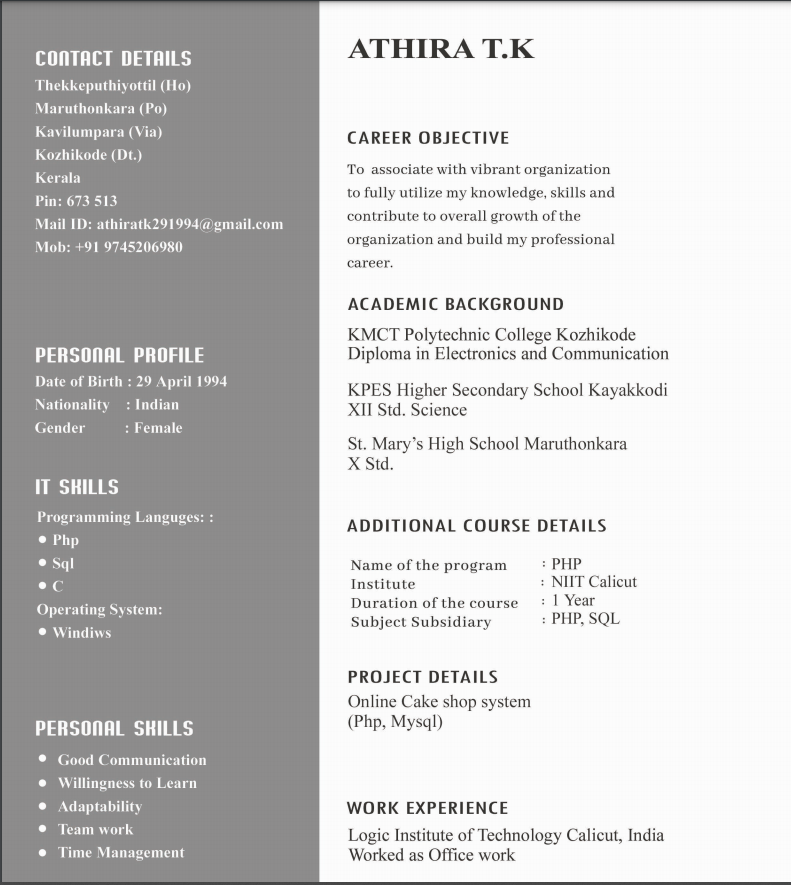 CONTACT DETAILS
Thekkeputhiyottil (Ho)
Maruthonkara (Po)
Kavilumpara (Via)
Kozhikode (Dt.)
Kerala
Pin: 673 513
Mail ID: athiratk291994@gmail.com
Mob: +91 9745206980
PERSONAL PROFILE
Date of Birth : 29 April 1994
Nationality : Indian
Gender : Female
IT SKILLS
Programming Languges: :
● Php
● Sql
● C
Operating System:
● Windiws
PERSONAL SKILLS
● Good Communication
● Willingness to Learn
● Adaptability
● Team work
● Time Management
ATHIRA T.K
CAREER OBJECTIVE
To associate with vibrant organization
to fully utilize my knowledge, skills and
contribute to overall growth of the
organization and build my professional
career.
ACADEMIC BACKGROUND
KMCT Polytechnic College Kozhikode
Diploma in Electronics and Communication
KPES Higher Secondary School Kayakkodi
XII Std. Science
St. Mary’s High School Maruthonkara
X Std.
ADDITIONAL COURSE DETAILS
Name of the program : PHP
Institute : NIIT Calicut
Duration of the course : 1 Year
Subject Subsidiary : PHP, SQL
PROJECT DETAILS
Online Cake shop system
(Php, Mysql)
WORK EXPERIENCE
Logic Institute of Technology Calicut, India
Worked as Office work